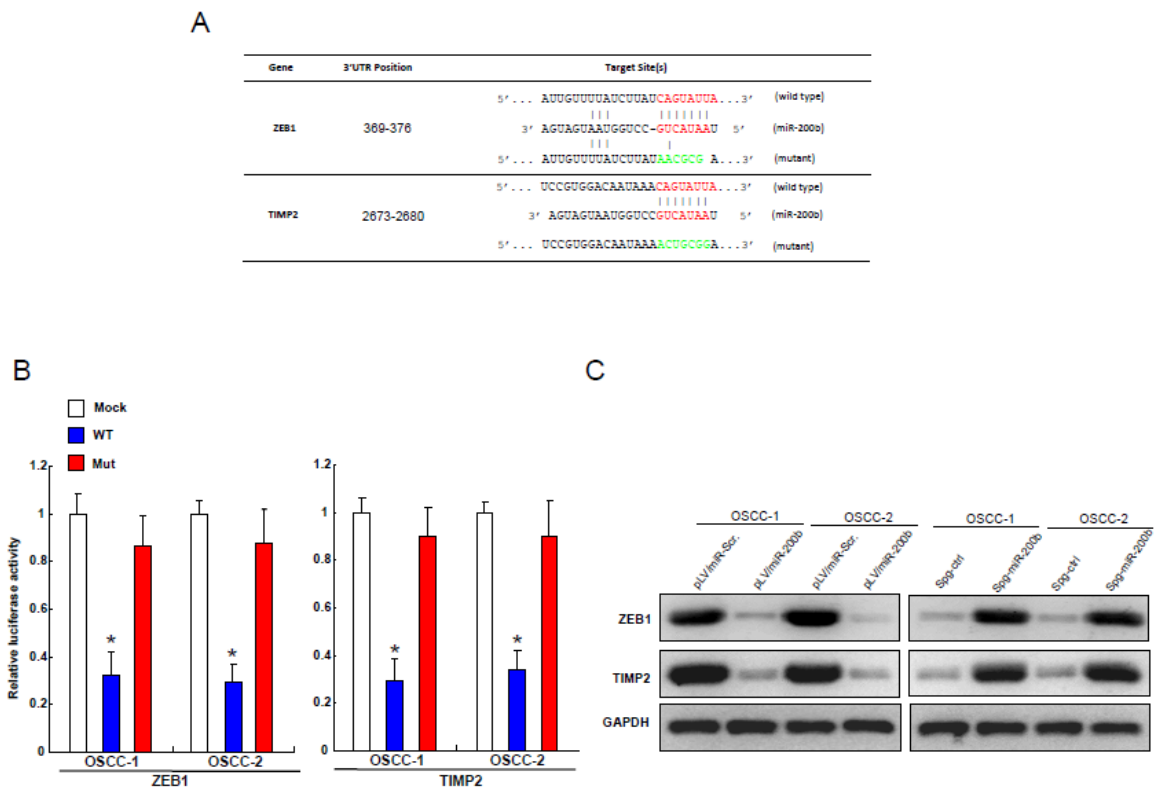 A
Gene 3'UTR Position Target Site(s)
5'... AUUGUUUUAUCUUAUCAGUAUUA...3' (wild type)
ZEB1 369-376 3' AGUAGUAAUGGUCC-GUCAUAAU 5' (miR-200b)
5'... AUUGUUUUAUCUUAUAACGCG A...3' (mutant)
5'... UCCGUGGACAAUAAACAGUAUUA...3' (wild type)
TIMP2 2673-2680 3' AGUAGUAAUGGUCCGUCAUAAU 5' (miR-200b)
5'... UCCGUGGACAAUAAAACUGCGGA...3' (mutant)
B
Mock
WT
Mut
Relative luciferase activity
1.2
1
0.8
0.6
0.4
0.2
0
* *
OSCC-1 OSCC-2
ZEB1
1.2
1
0.8
0.6
0.4
0.2
0
* *
OSCC-1 OSCC-2
TIMP2
C
OSCC-1 OSCC-2 OSCC-1 OSCC-2
pLV/miR-Scr. pLV/miR-200b pLV/miR-Scr. pLV/miR-200b Spg-ctrl Spg-miR-200b Spg-ctrl Spg-miR-200b
ZEB1
TIMP2
GAPDH